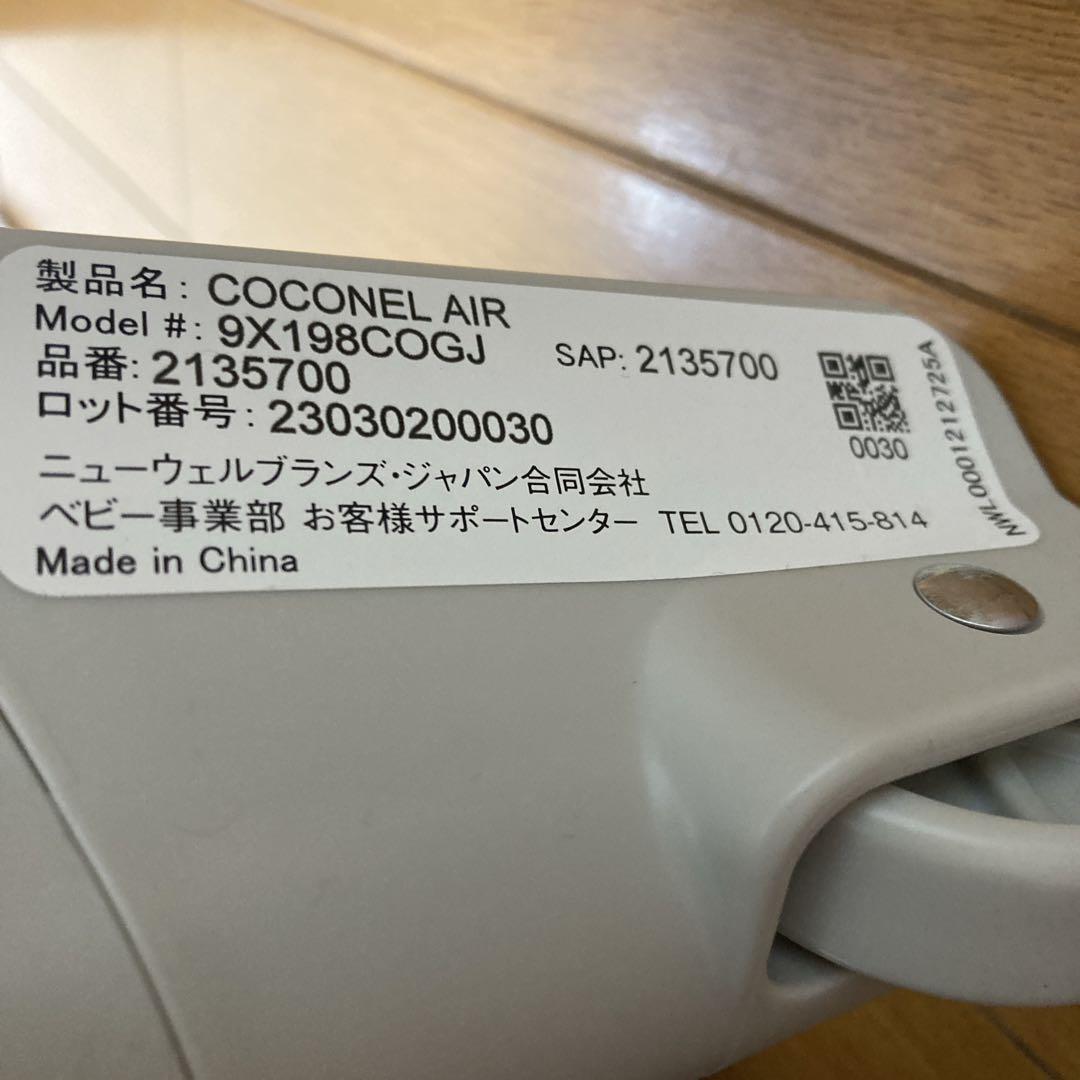 製品名: COCONEL AIR
Model #: 9X198COGJ
品番: 2135700 SAP: 2135700
ロット番号: 23030200030
0030
ニューウェルブランズ・ジャパン合同会社
ベビー事業部 お客様サポートセンター TEL 0120-415-814
Made in China
NWL0001212725A